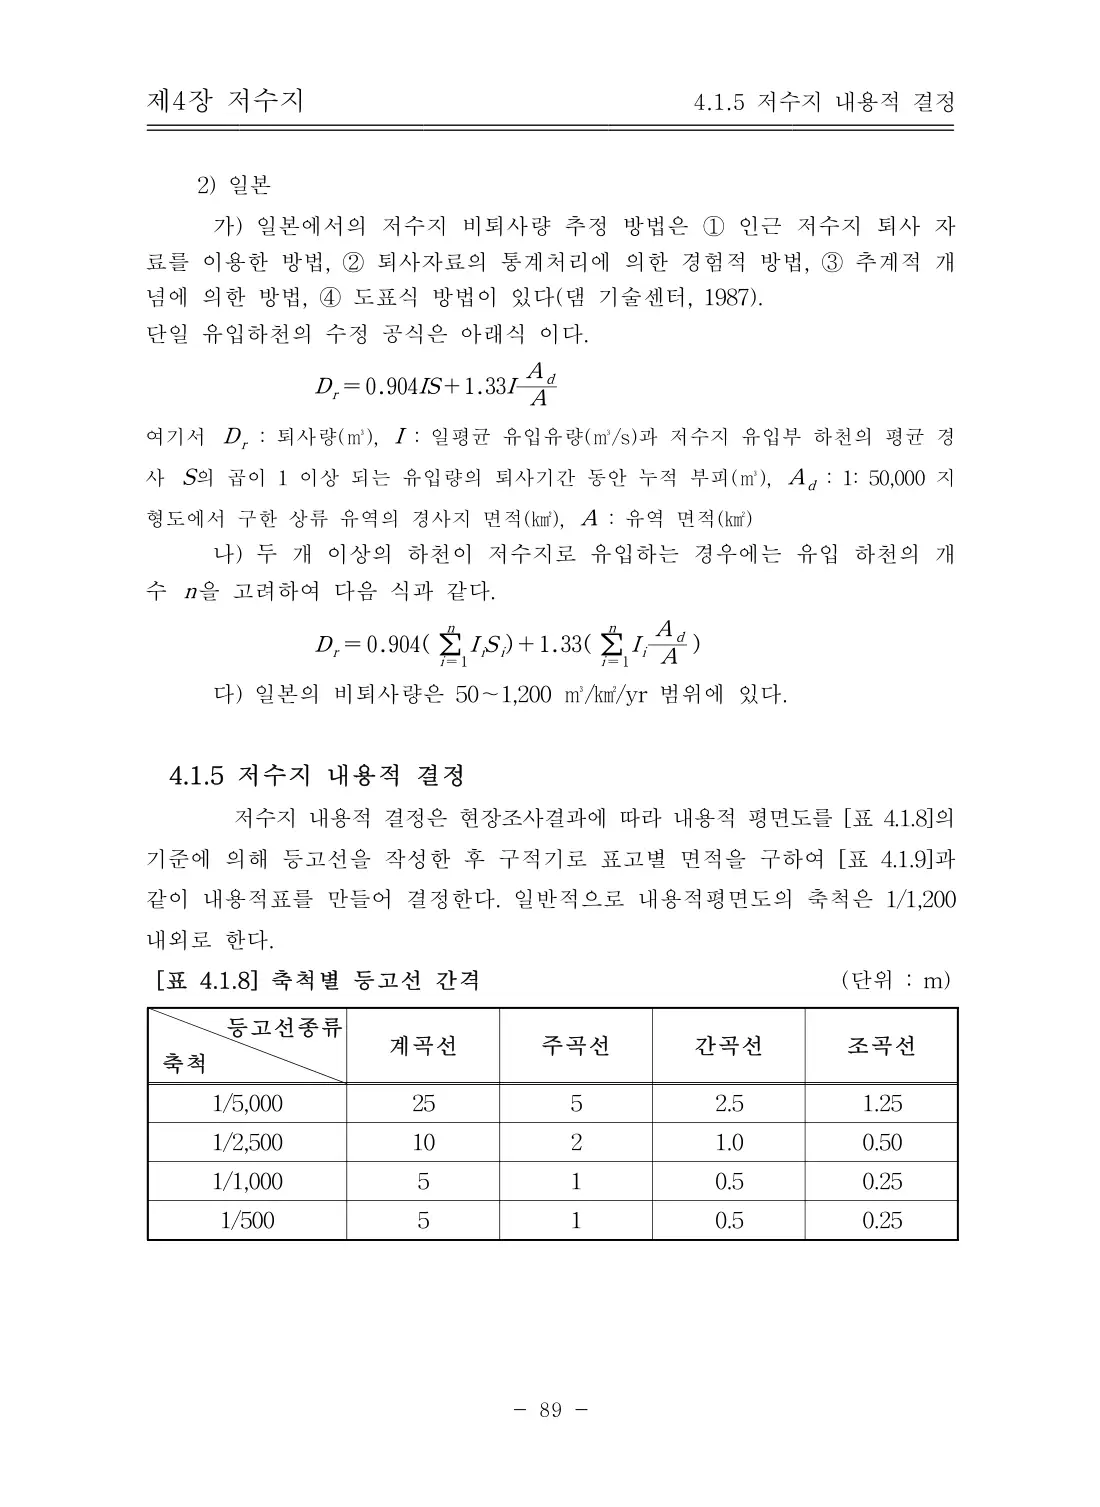 제4장 저수지 4.1.5 저수지 내용적 결정
2) 일본
가) 일본에서의 저수지 비퇴사량 추정 방법은 ① 인근 저수지 퇴사 자
료를 이용한 방법, ② 퇴사자료의 통계처리에 의한 경험적 방법, ③ 추계적 개
념에 의한 방법, ④ 도표식 방법이 있다(댐 기술센터, 1987).
단일 유입하천의 수정 공식은 아래식 이다.
D_r = 0.904IS + 1.33I A_d/A
여기서 D_r : 퇴사량(㎥), I : 일평균 유입유량(㎥/s)과 저수지 유입부 하천의 평균 경
사 S의 곱이 1 이상 되는 유입량의 퇴사기간 동안 누적 부피(㎥), A_d : 1: 50,000 지
형도에서 구한 상류 유역의 경사지 면적(㎢), A : 유역 면적(㎢)
나) 두 개 이상의 하천이 저수지로 유입하는 경우에는 유입 하천의 개
수 n을 고려하여 다음 식과 같다.
D_r = 0.904( ∑_{i=1}^{n} I_i S_i) + 1.33( ∑_{i=1}^{n} I_i A_d/A )
다) 일본의 비퇴사량은 50~1,200 ㎥/㎢/yr 범위에 있다.
4.1.5 저수지 내용적 결정
저수지 내용적 결정은 현장조사결과에 따라 내용적 평면도를 [표 4.1.8]의
기준에 의해 등고선을 작성한 후 구적기로 표고별 면적을 구하여 [표 4.1.9]과
같이 내용적표를 만들어 결정한다. 일반적으로 내용적평면도의 축척은 1/1,200
내외로 한다.
[표 4.1.8] 축척별 등고선 간격 (단위 : m)
등고선종류
축척 계곡선 주곡선 간곡선 조곡선
1/5,000 25 5 2.5 1.25
1/2,500 10 2 1.0 0.50
1/1,000 5 1 0.5 0.25
1/500 5 1 0.5 0.25
- 89 -